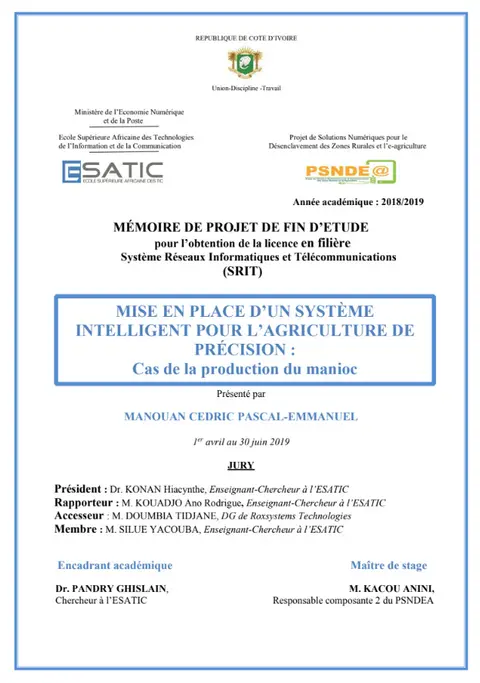 REPUBLIQUE DE COTE D'IVOIRE
Union-Discipline -Travail
Ministère de l'Economie Numérique
et de la Poste
Ecole Supérieure Africaine des Technologies
de l'Information et de la Communication
Projet de Solutions Numériques pour le
Désenclavement des Zones Rurales et l'e-agriculture
ESATIC
ECOLE SUPERIEURE AFRICAINE DES TIC
PSNDE@
Année académique : 2018/2019
MÉMOIRE DE PROJET DE FIN D'ETUDE
pour l'obtention de la licence en filière
Système Réseaux Informatiques et Télécommunications
(SRIT)
MISE EN PLACE D'UN SYSTÈME
INTELLIGENT POUR L'AGRICULTURE DE
PRÉCISION :
Cas de la production du manioc
Présenté par
MANOUAN CEDRIC PASCAL-EMMANUEL
1er avril au 30 juin 2019
JURY
Président : Dr. KONAN Hiacynthe, Enseignant-Chercheur à l'ESATIC
Rapporteur : M. KOUADJO Ano Rodrigue, Enseignant-Chercheur à l'ESATIC
Accesseur : M. DOUMBIA TIDJANE, DG de Roxsystems Technologies
Membre : M. SILUE YACOUBA, Enseignant-Chercheur à l'ESATIC
Encadrant académique
Maître de stage
Dr. PANDRY GHISLAIN,
Chercheur à l'ESATIC
M. KACOU ANINI,
Responsable composante 2 du PSNDEA